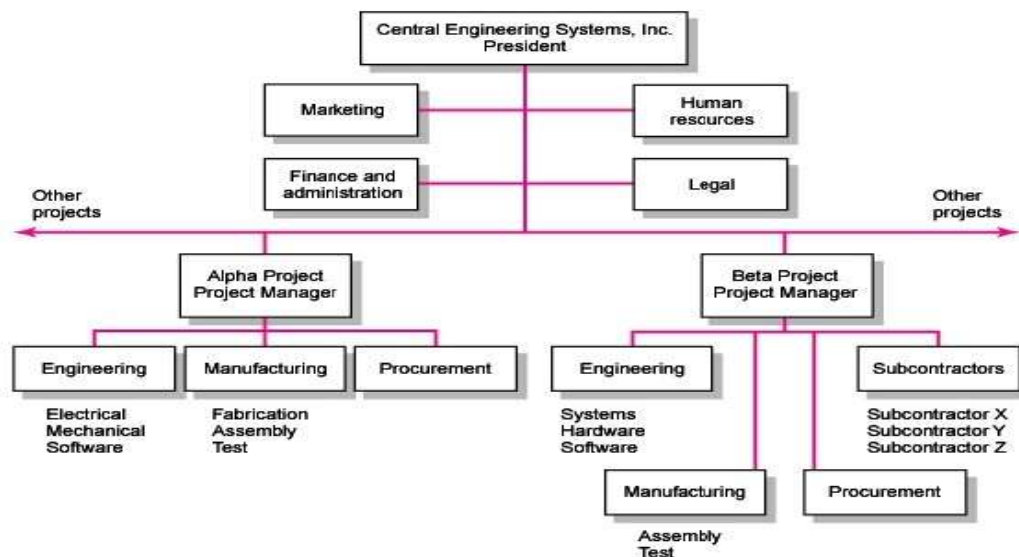 Central Engineering Systems, Inc.
President
Marketing
Human
resources
Finance and
administration
Legal
Other
projects
Other
projects
Alpha Project
Project Manager
Beta Project
Project Manager
Engineering
Manufacturing
Procurement
Engineering
Subcontractors
Electrical
Mechanical
Software
Fabrication
Assembly
Test
Systems
Hardware
Software
Subcontractor X
Subcontractor Y
Subcontractor Z
Manufacturing
Procurement
Assembly
Test